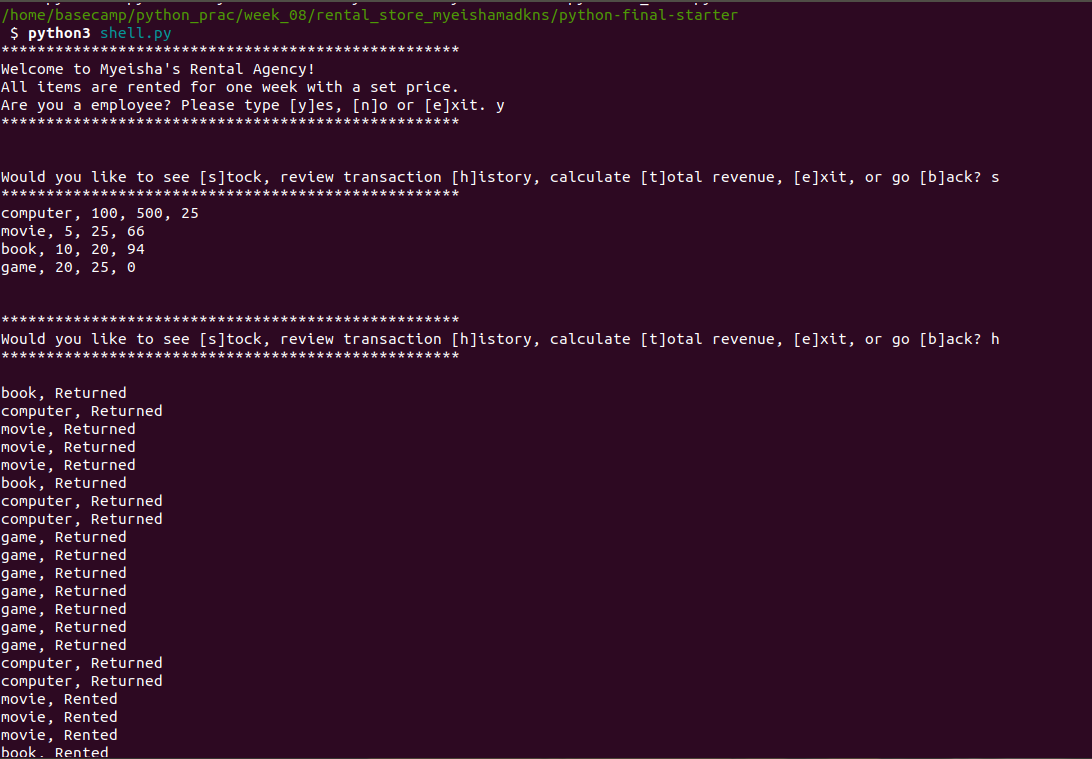 /home/basecamp/python_prac/week_08/rental_store_myeishamadkns/python-final-starter
$ python3 shell.py
***************************************************
Welcome to Myeisha's Rental Agency!
All items are rented for one week with a set price.
Are you a employee? Please type [y]es, [n]o or [e]xit. y
***************************************************
Would you like to see [s]tock, review transaction [h]istory, calculate [t]otal revenue, [e]xit, or go [b]ack? s
***************************************************
computer, 100, 500, 25
movie, 5, 25, 66
book, 10, 20, 94
game, 20, 25, 0
***************************************************
Would you like to see [s]tock, review transaction [h]istory, calculate [t]otal revenue, [e]xit, or go [b]ack? h
***************************************************
book, Returned
computer, Returned
movie, Returned
movie, Returned
movie, Returned
book, Returned
computer, Returned
computer, Returned
game, Returned
game, Returned
game, Returned
game, Returned
game, Returned
game, Returned
game, Returned
computer, Returned
computer, Returned
movie, Rented
movie, Rented
movie, Rented
book, Rented